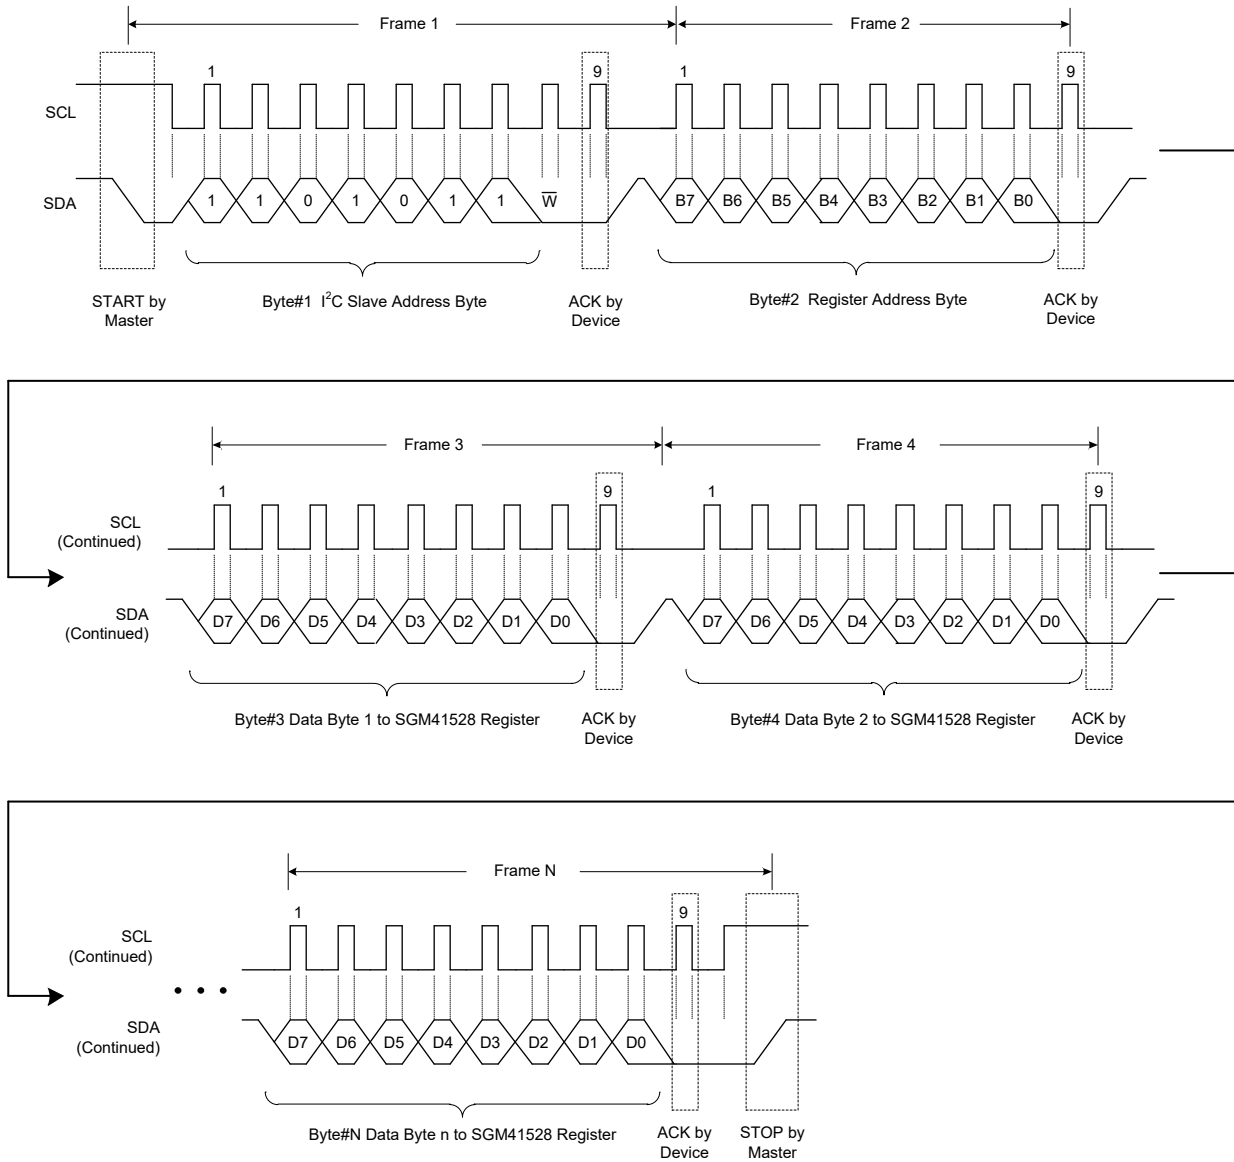 Frame 1 Frame 2
1 9 1 9
SCL
SDA 1 1 0 1 0 1 1 W̅ B7 B6 B5 B4 B3 B2 B1 B0
START by
Master
Byte#1 I²C Slave Address Byte
ACK by
Device
Byte#2 Register Address Byte
ACK by
Device
Frame 3 Frame 4
1 9 1 9
SCL
(Continued)
SDA
(Continued)
D7 D6 D5 D4 D3 D2 D1 D0 D7 D6 D5 D4 D3 D2 D1 D0
Byte#3 Data Byte 1 to SGM41528 Register
ACK by
Device
Byte#4 Data Byte 2 to SGM41528 Register
ACK by
Device
Frame N
1 9
SCL
(Continued)
• • •
SDA
(Continued)
D7 D6 D5 D4 D3 D2 D1 D0
Byte#N Data Byte n to SGM41528 Register
ACK by
Device
STOP by
Master